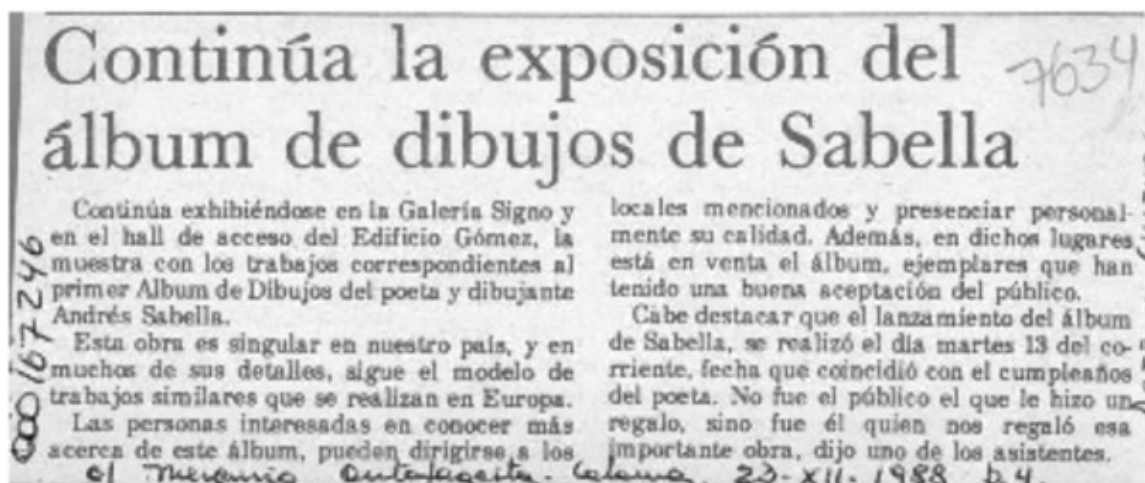 Continúa la exposición del
álbum de dibujos de Sabella
7634
Continúa exhibiéndose en la Galería Signo y
en el hall de acceso del Edificio Gómez, la
muestra con los trabajos correspondientes al
primer Album de Dibujos del poeta y dibujante
Andrés Sabella.
Esta obra es singular en nuestro país, y en
muchos de sus detalles, sigue el modelo de
trabajos similares que se realizan en Europa.
Las personas interesadas en conocer más
acerca de este álbum, pueden dirigirse a los
locales mencionados y presenciar personal-
mente su calidad. Además, en dichos lugares
está en venta el álbum, ejemplares que han
tenido una buena aceptación del público.
Cabe destacar que el lanzamiento del álbum
de Sabella, se realizó el día martes 13 del co-
rriente, fecha que coincidió con el cumpleaños
del poeta. No fue el público el que le hizo un
regalo, sino fue él quien nos regaló esa
importante obra, dijo uno de los asistentes.
000167246
El Mercurio Antofagasta - Calama 23-XII-1988 p.4.